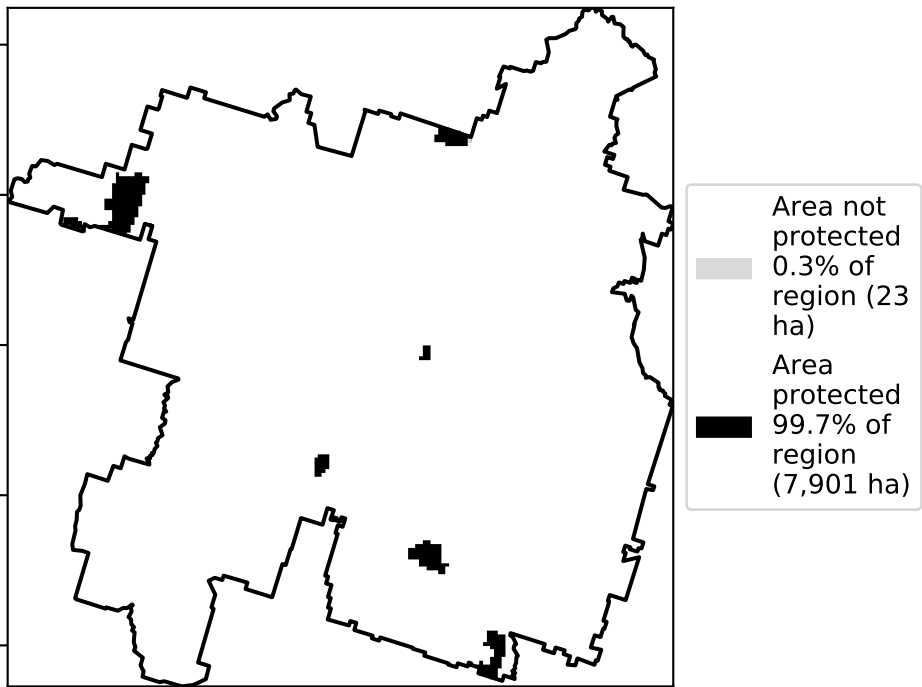 Area not
protected
0.3% of
region (23
ha)
Area
protected
99.7% of
region
(7,901 ha)